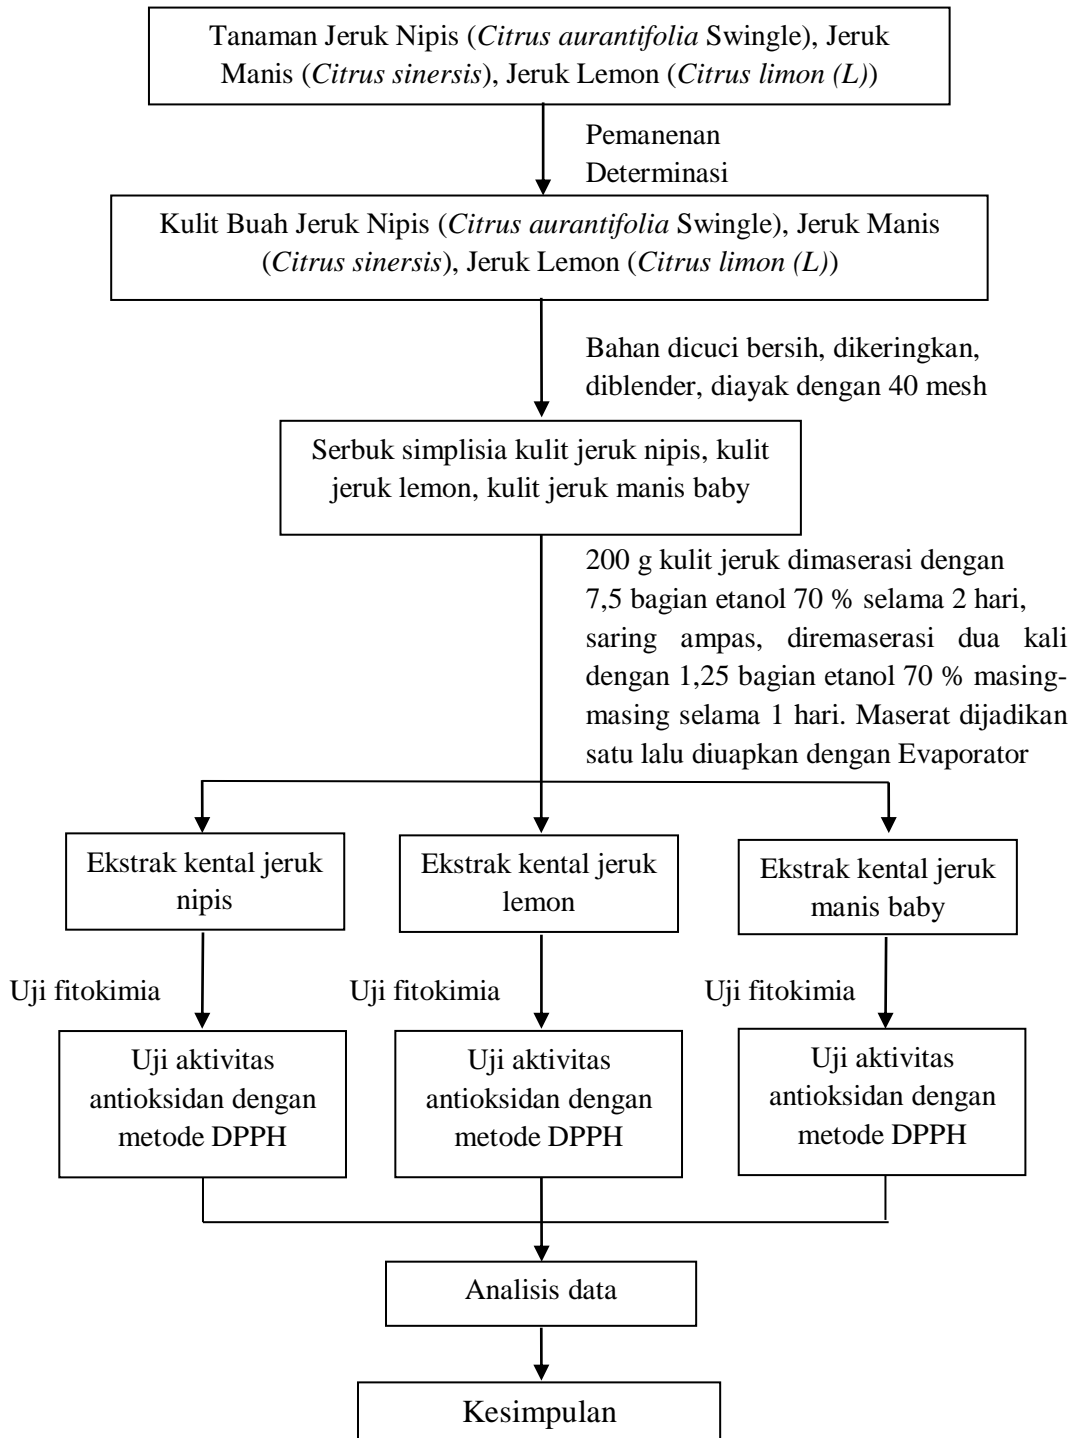 Tanaman Jeruk Nipis (Citrus aurantifolia Swingle), Jeruk
Manis (Citrus sinersis), Jeruk Lemon (Citrus limon (L))
Pemanenan
Determinasi
Kulit Buah Jeruk Nipis (Citrus aurantifolia Swingle), Jeruk Manis
(Citrus sinersis), Jeruk Lemon (Citrus limon (L))
Bahan dicuci bersih, dikeringkan,
diblender, diayak dengan 40 mesh
Serbuk simplisia kulit jeruk nipis, kulit
jeruk lemon, kulit jeruk manis baby
200 g kulit jeruk dimaserasi dengan
7,5 bagian etanol 70 % selama 2 hari,
saring ampas, diremaserasi dua kali
dengan 1,25 bagian etanol 70 % masing-
masing selama 1 hari. Maserat dijadikan
satu lalu diuapkan dengan Evaporator
Ekstrak kental jeruk
nipis
Ekstrak kental jeruk
lemon
Ekstrak kental jeruk
manis baby
Uji fitokimia
Uji fitokimia
Uji fitokimia
Uji aktivitas
antioksidan dengan
metode DPPH
Uji aktivitas
antioksidan dengan
metode DPPH
Uji aktivitas
antioksidan dengan
metode DPPH
Analisis data
Kesimpulan